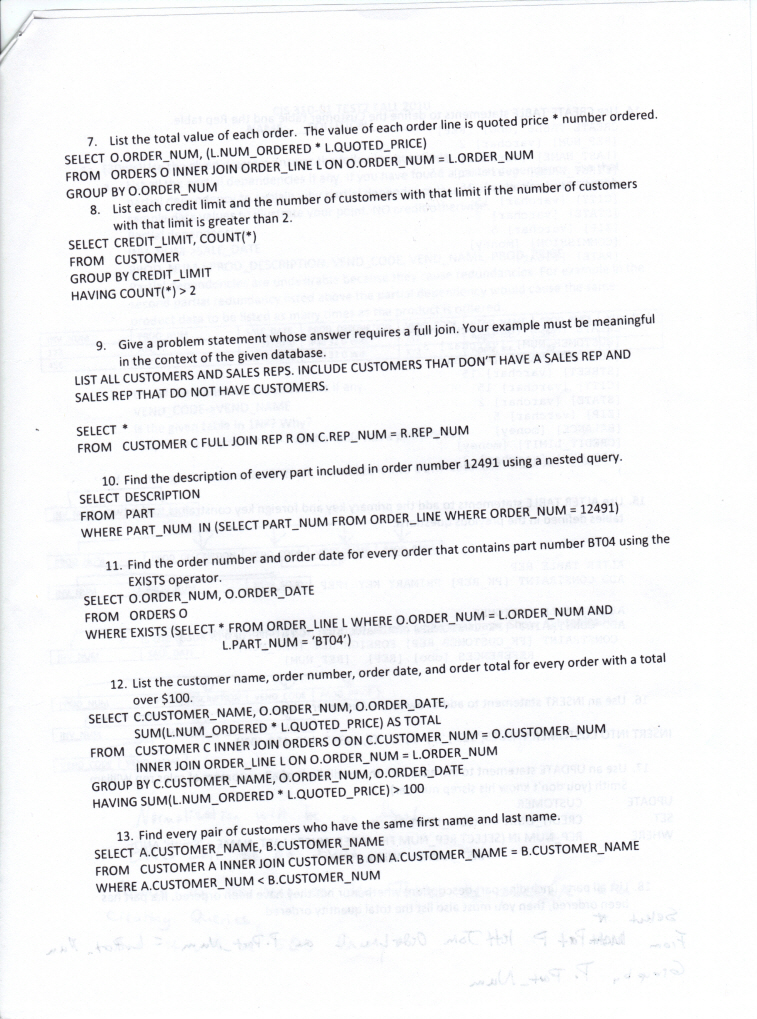 7. List the total value of each order. The value of each order line is quoted price * number ordered.
SELECT O.ORDER_NUM, (L.NUM_ORDERED * L.QUOTED_PRICE)
FROM ORDERS O INNER JOIN ORDER_LINE L ON O.ORDER_NUM = L.ORDER_NUM
GROUP BY O.ORDER_NUM
8. List each credit limit and the number of customers with that limit if the number of customers
with that limit is greater than 2.
SELECT CREDIT_LIMIT, COUNT(*)
FROM CUSTOMER
GROUP BY CREDIT_LIMIT
HAVING COUNT(*) > 2
9. Give a problem statement whose answer requires a full join. Your example must be meaningful
in the context of the given database.
LIST ALL CUSTOMERS AND SALES REPS. INCLUDE CUSTOMERS THAT DON'T HAVE A SALES REP AND
SALES REP THAT DO NOT HAVE CUSTOMERS.
SELECT *
FROM CUSTOMER C FULL JOIN REP R ON C.REP_NUM = R.REP_NUM
10. Find the description of every part included in order number 12491 using a nested query.
SELECT DESCRIPTION
FROM PART
WHERE PART_NUM IN (SELECT PART_NUM FROM ORDER_LINE WHERE ORDER_NUM = 12491)
11. Find the order number and order date for every order that contains part number BT04 using the
EXISTS operator.
SELECT O.ORDER_NUM, O.ORDER_DATE
FROM ORDERS O
WHERE EXISTS (SELECT * FROM ORDER_LINE L WHERE O.ORDER_NUM = L.ORDER_NUM AND
L.PART_NUM = 'BT04')
12. List the customer name, order number, order date, and order total for every order with a total
over $100.
SELECT C.CUSTOMER_NAME, O.ORDER_NUM, O.ORDER_DATE,
SUM(L.NUM_ORDERED * L.QUOTED_PRICE) AS TOTAL
FROM CUSTOMER C INNER JOIN ORDERS O ON C.CUSTOMER_NUM = O.CUSTOMER_NUM
INNER JOIN ORDER_LINE L ON O.ORDER_NUM = L.ORDER_NUM
GROUP BY C.CUSTOMER_NAME, O.ORDER_NUM, O.ORDER_DATE
HAVING SUM(L.NUM_ORDERED * L.QUOTED_PRICE) > 100
13. Find every pair of customers who have the same first name and last name.
SELECT A.CUSTOMER_NAME, B.CUSTOMER_NAME
FROM CUSTOMER A INNER JOIN CUSTOMER B ON A.CUSTOMER_NAME = B.CUSTOMER_NAME
WHERE A.CUSTOMER_NUM < B.CUSTOMER_NUM